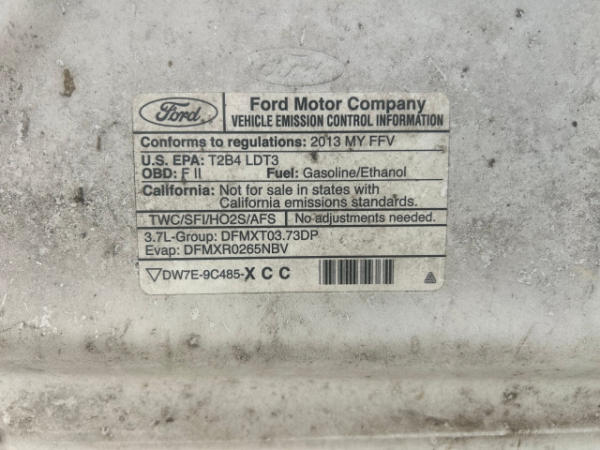 Ford
Ford
Ford Motor Company
VEHICLE EMISSION CONTROL INFORMATION
Conforms to regulations: 2013 MY FFV
U.S. EPA: T2B4 LDT3
OBD: F II Fuel: Gasoline/Ethanol
California: Not for sale in states with
California emissions standards.
TWC/SFI/HO2S/AFS No adjustments needed.
3.7L-Group: DFMXT03.73DP
Evap: DFMXR0265NBV
DW7E-9C485-X C C